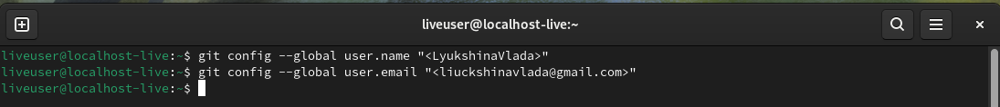 liveuser@localhost-live:~
liveuser@localhost-live:~$ git config --global user.name "<LyukshinaVlada>"
liveuser@localhost-live:~$ git config --global user.email "<liuckshinavlada@gmail.com>"
liveuser@localhost-live:~$